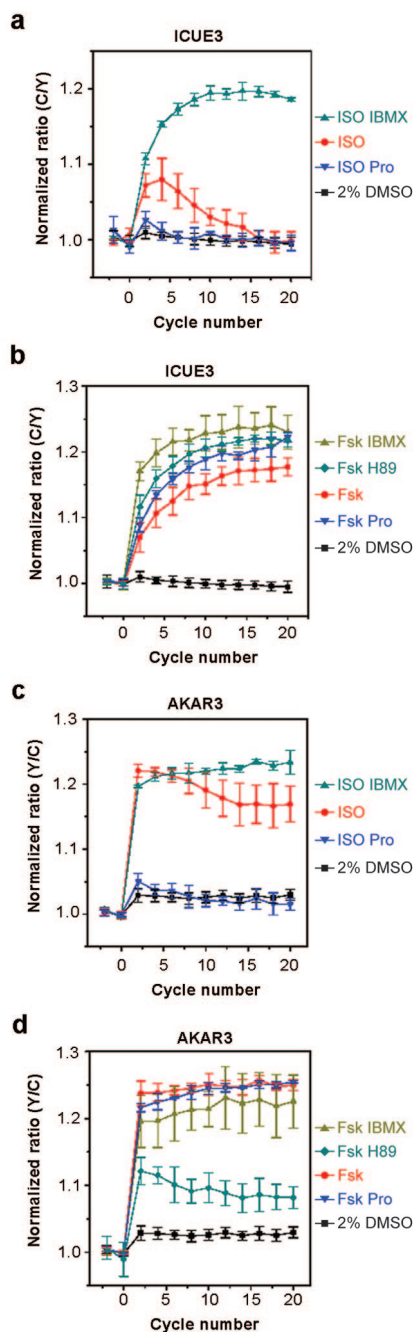 a
ICUE3
Normalized ratio (C/Y)
1.2
1.1
1.0
0 5 10 15 20
Cycle number
ISO IBMX
ISO
ISO Pro
2% DMSO
b
ICUE3
Normalized ratio (C/Y)
1.3
1.2
1.1
1.0
0 5 10 15 20
Cycle number
Fsk IBMX
Fsk H89
Fsk
Fsk Pro
2% DMSO
c
AKAR3
Normalized ratio (Y/C)
1.3
1.2
1.1
1.0
0 5 10 15 20
Cycle number
ISO IBMX
ISO
ISO Pro
2% DMSO
d
AKAR3
Normalized ratio (Y/C)
1.3
1.2
1.1
1.0
0 5 10 15 20
Cycle number
Fsk IBMX
Fsk H89
Fsk
Fsk Pro
2% DMSO